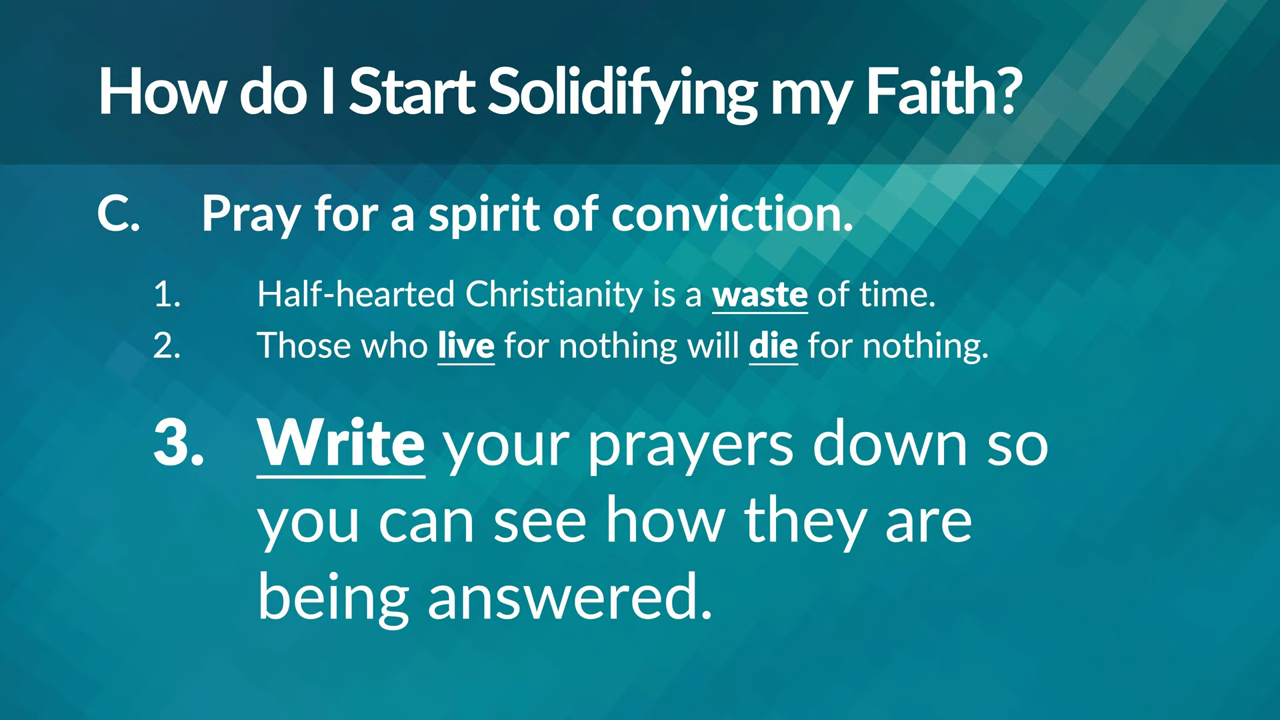 How do I Start Solidifying my Faith?
C. Pray for a spirit of conviction.
1. Half-hearted Christianity is a waste of time.
2. Those who live for nothing will die for nothing.
3. Write your prayers down so
you can see how they are
being answered.